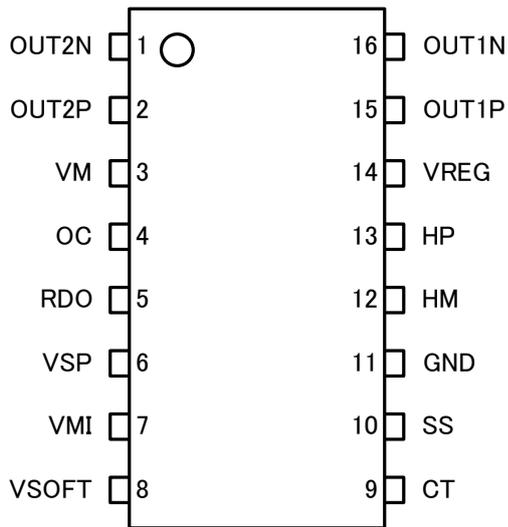 OUT2N 1 16 OUT1N
OUT2P 2 15 OUT1P
VM 3 14 VREG
OC 4 13 HP
RDO 5 12 HM
VSP 6 11 GND
VMI 7 10 SS
VSOFT 8 9 CT